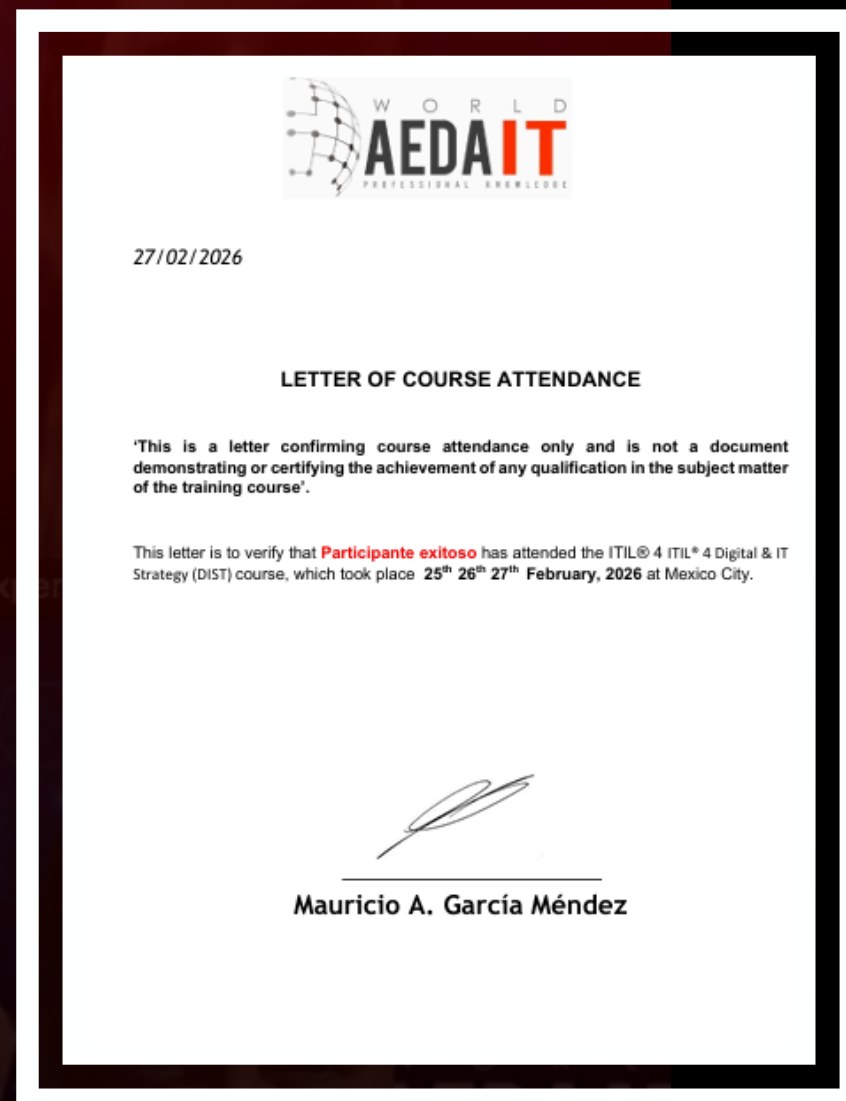 WORLD
AEDAIT
PROFESSIONAL KNOWLEDGE
27/02/2026
LETTER OF COURSE ATTENDANCE
‘This is a letter confirming course attendance only and is not a document
demonstrating or certifying the achievement of any qualification in the subject matter
of the training course’.
This letter is to verify that Participante exitoso has attended the ITIL® 4 ITIL® 4 Digital & IT
Strategy (DIST) course, which took place 25th 26th 27th February, 2026 at Mexico City.
Mauricio A. García Méndez